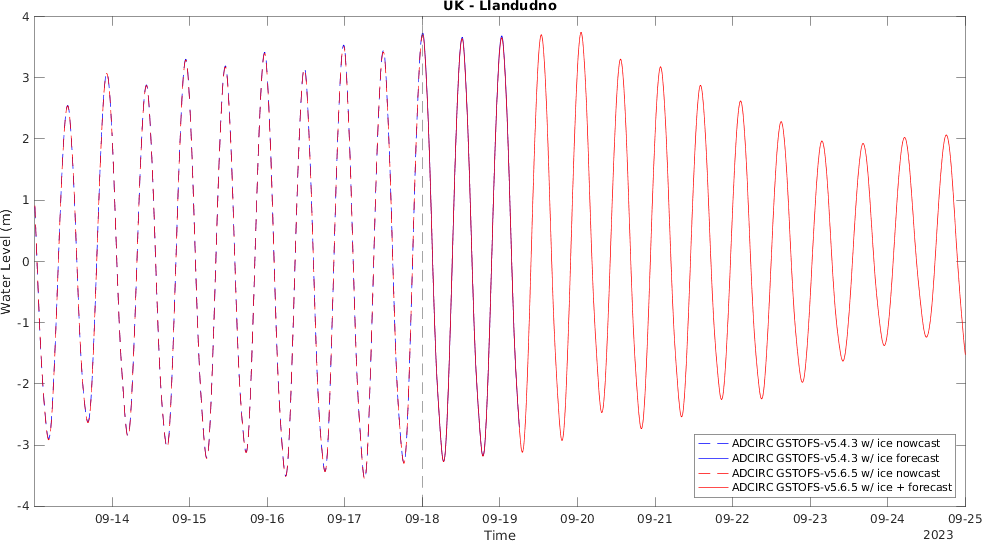 UK - Llandudno
4
3
2
1
0
-1
-2
-3
-4
Water Level (m)
ADCIRC GSTOFS-v5.4.3 w/ ice nowcast
ADCIRC GSTOFS-v5.4.3 w/ ice forecast
ADCIRC GSTOFS-v5.6.5 w/ ice nowcast
ADCIRC GSTOFS-v5.6.5 w/ ice + forecast
09-14 09-15 09-16 09-17 09-18 09-19 09-20 09-21 09-22 09-23 09-24 09-25
Time
2023